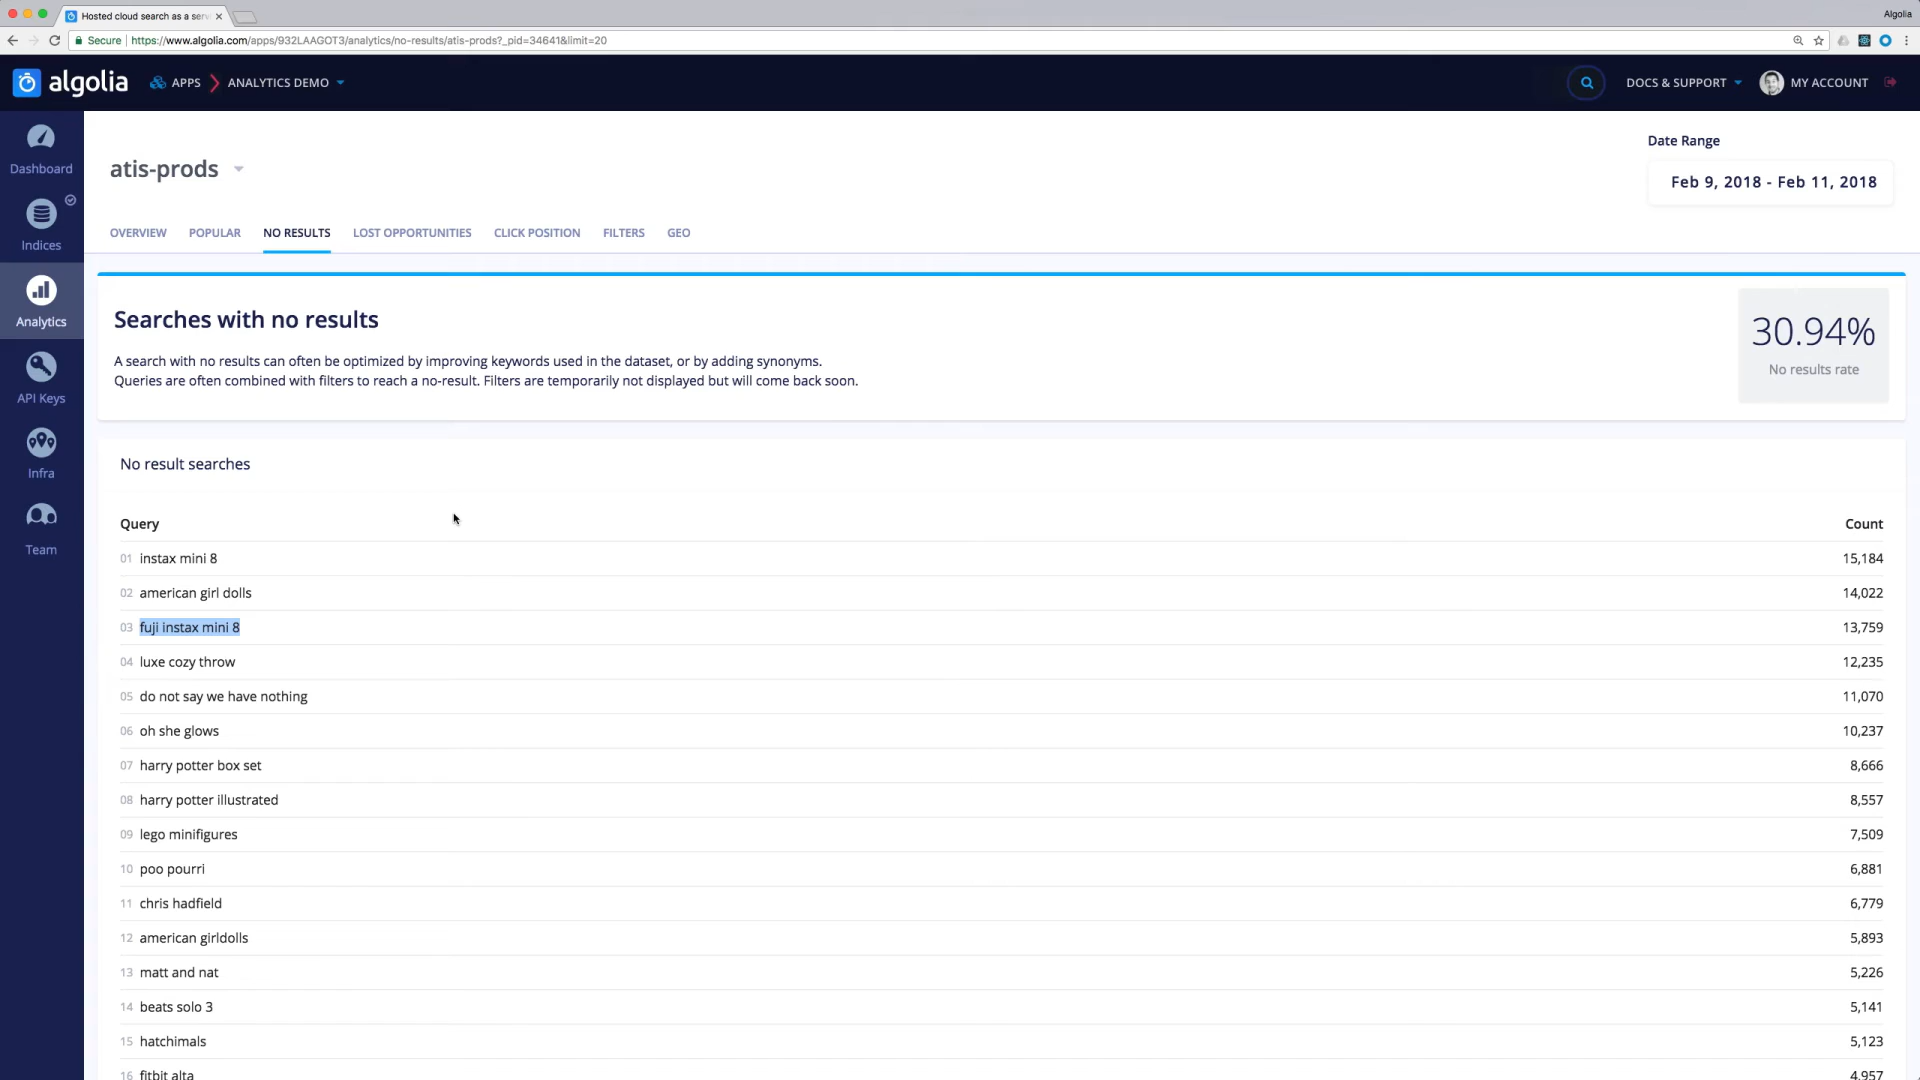 Hosted cloud search as a serv
Algolia
Secure
https://www.algolia.com/apps/932LAAGOT3/analytics/no-results/atis-prods?_pid=34641&limit=20
algolia
APPS
ANALYTICS DEMO
DOCS & SUPPORT
MY ACCOUNT
Dashboard
Indices
Analytics
API Keys
Infra
Team
atis-prods
Date Range
Feb 9, 2018 - Feb 11, 2018
OVERVIEW
POPULAR
NO RESULTS
LOST OPPORTUNITIES
CLICK POSITION
FILTERS
GEO
Searches with no results
A search with no results can often be optimized by improving keywords used in the dataset, or by adding synonyms.
Queries are often combined with filters to reach a no-result. Filters are temporarily not displayed but will come back soon.
30.94%
No results rate
No result searches
Query Count
01 instax mini 8 15,184
02 american girl dolls 14,022
03 fuji instax mini 8 13,759
04 luxe cozy throw 12,235
05 do not say we have nothing 11,070
06 oh she glows 10,237
07 harry potter box set 8,666
08 harry potter illustrated 8,557
09 lego minifigures 7,509
10 poo pourri 6,881
11 chris hadfield 6,779
12 american girldolls 5,893
13 matt and nat 5,226
14 beats solo 3 5,141
15 hatchimals 5,123
16 fitbit alta 4,957